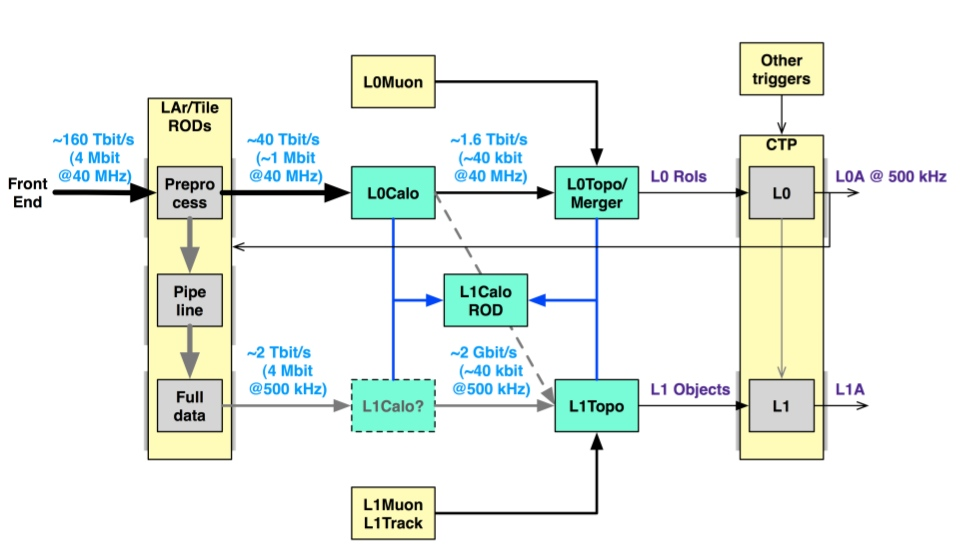 Other
triggers
L0Muon
LAr/Tile
RODs
~160 Tbit/s
(4 Mbit
@40 MHz)
~40 Tbit/s
(~1 Mbit
@40 MHz)
~1.6 Tbit/s
(~40 kbit
@40 MHz)
CTP
Front
End
Prepro
cess
L0Calo
L0Topo/
Merger
L0 RoIs
L0
L0A @ 500 kHz
Pipe
line
L1Calo
ROD
~2 Tbit/s
(4 Mbit
@500 kHz)
~2 Gbit/s
(~40 kbit
@500 kHz)
Full
data
L1Calo?
L1Topo
L1 Objects
L1
L1A
L1Muon
L1Track